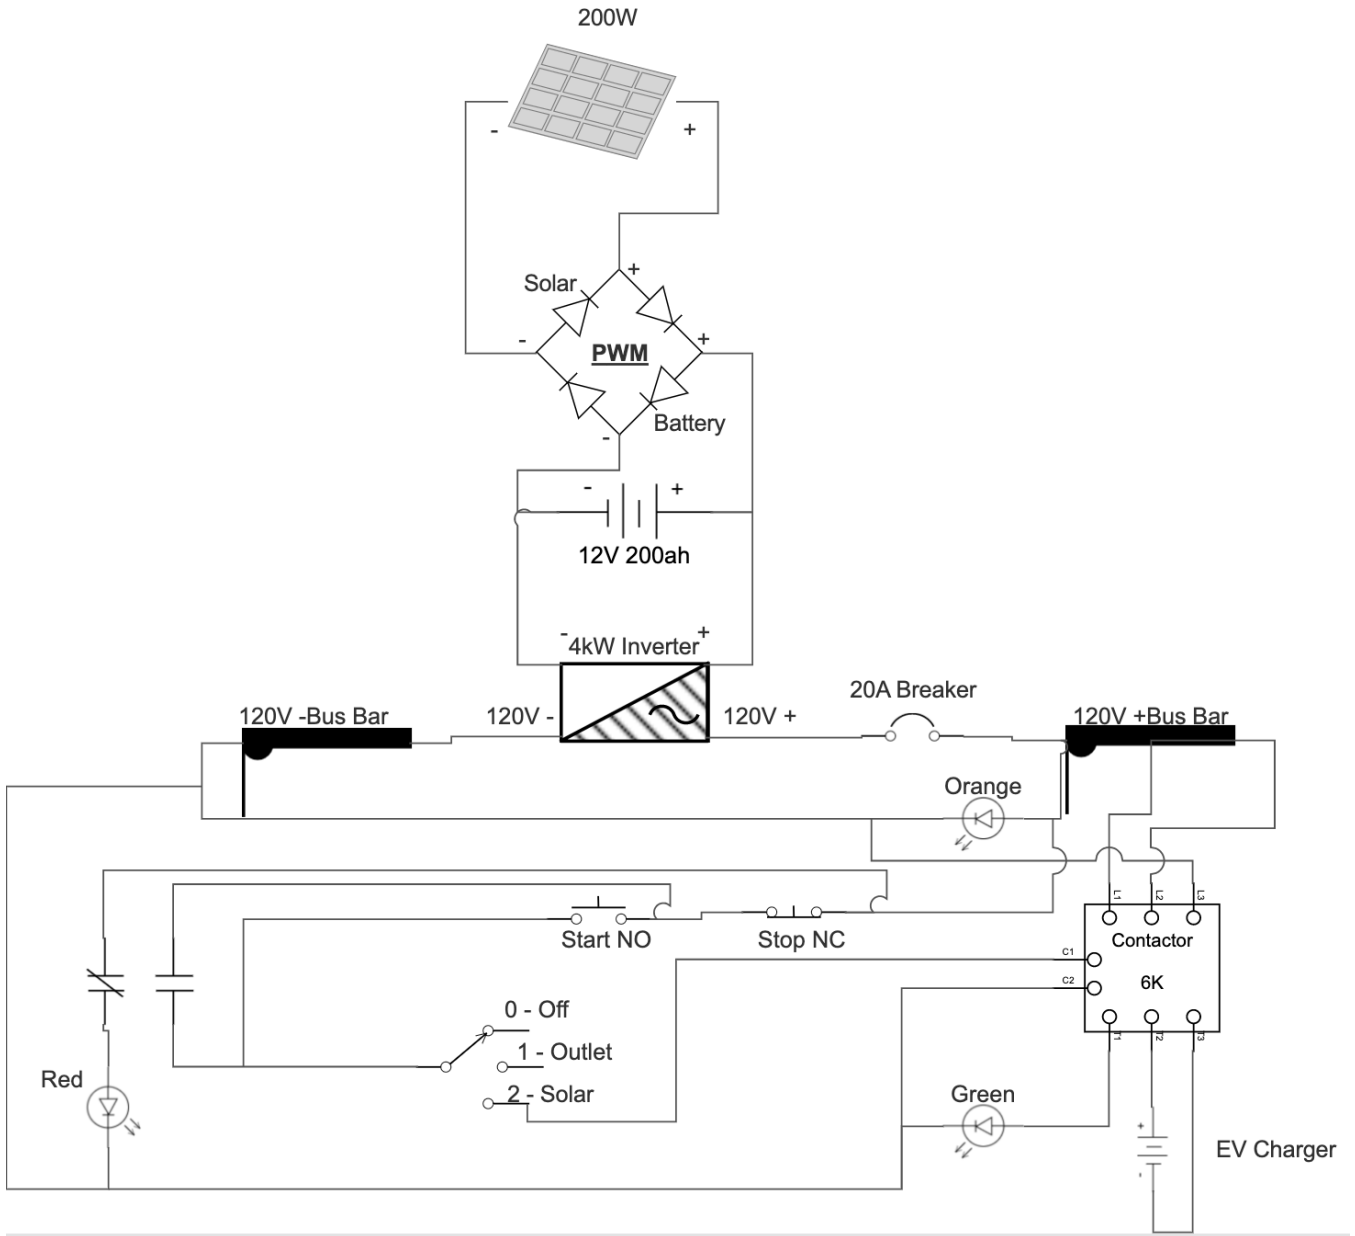 200W
-
+
Solar
+
-
PWM
+
Battery
-
-
+
12V 200ah
-
4kW Inverter
+
120V -Bus Bar
120V -
120V +
20A Breaker
120V +Bus Bar
Orange
L1
L2
L3
Start NO
Stop NC
Contactor
C1
C2
6K
0 - Off
1 - Outlet
T1
T2
T3
Red
2 - Solar
Green
+
EV Charger
-